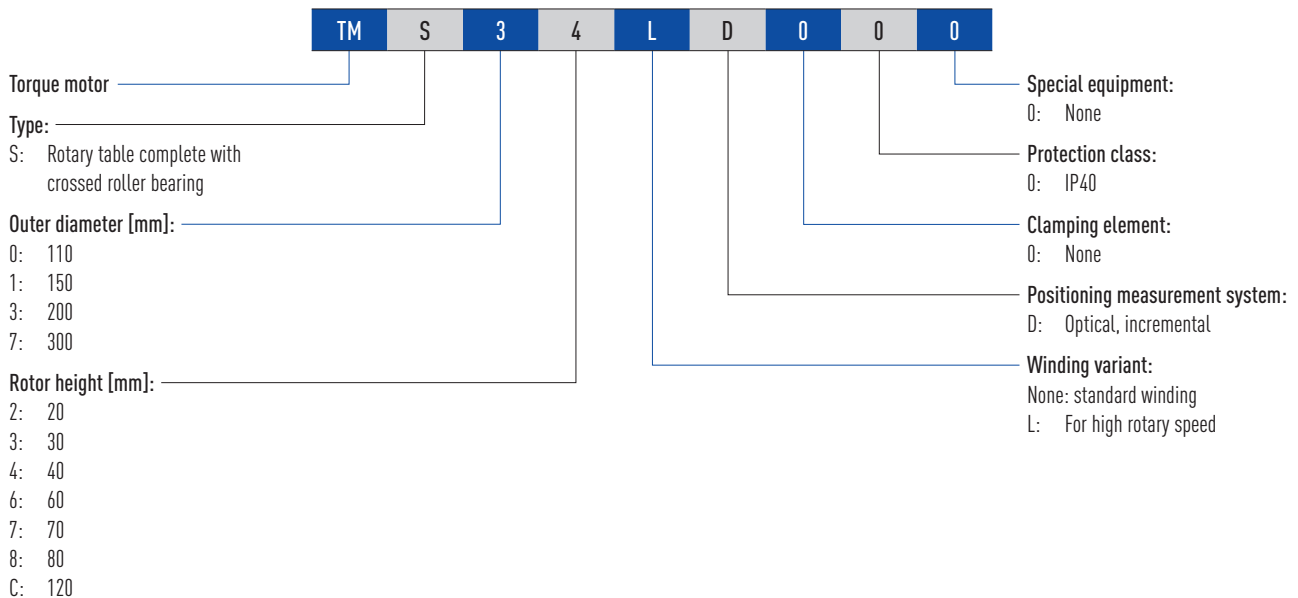 TM S 3 4 L D 0 0 0
Torque motor
Type:
S: Rotary table complete with
crossed roller bearing
Outer diameter [mm]:
0: 110
1: 150
3: 200
7: 300
Rotor height [mm]:
2: 20
3: 30
4: 40
6: 60
7: 70
8: 80
C: 120
Special equipment:
0: None
Protection class:
0: IP40
Clamping element:
0: None
Positioning measurement system:
D: Optical, incremental
Winding variant:
None: standard winding
L: For high rotary speed